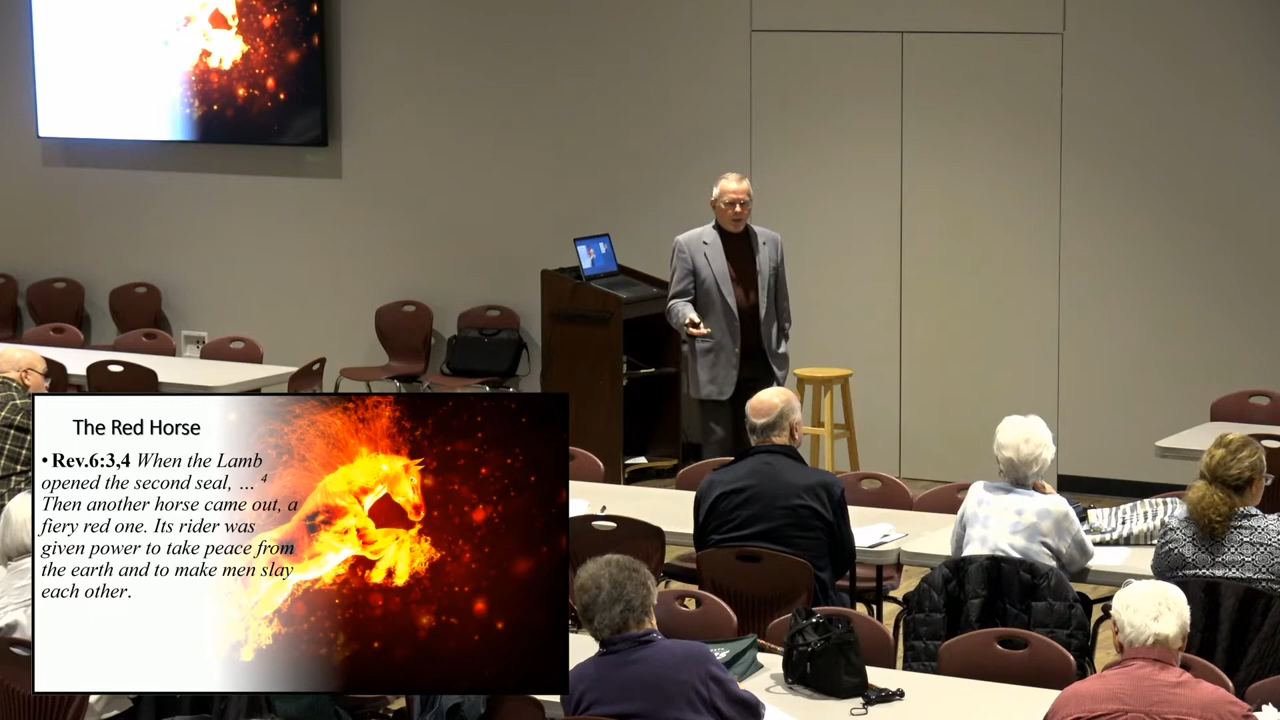 The Red Horse
• Rev.6:3,4 When the Lamb
opened the second seal, … 4
Then another horse came out, a
fiery red one. Its rider was
given power to take peace from
the earth and to make men slay
each other.